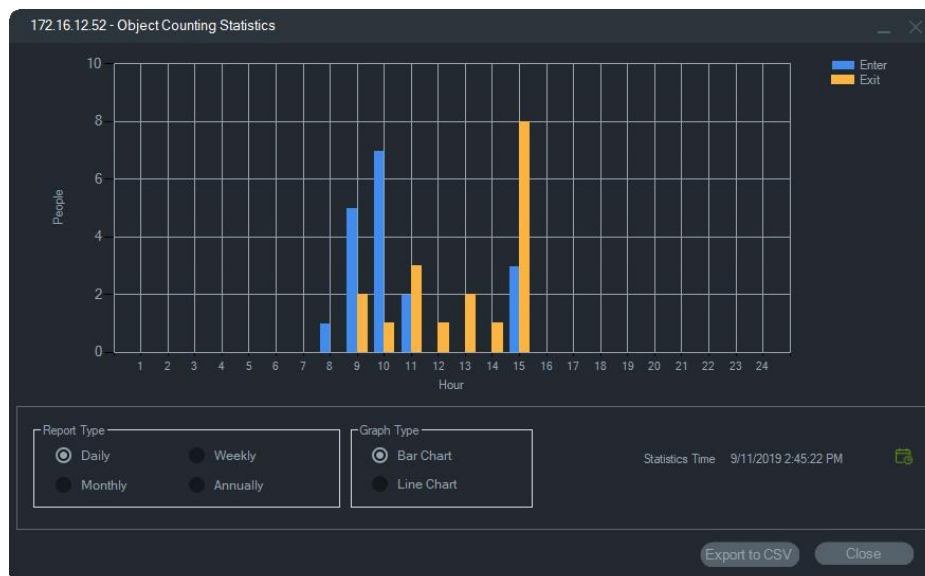 172.16.12.52 - Object Counting Statistics
10
8
6
4
2
0
People
1 2 3 4 5 6 7 8 9 10 11 12 13 14 15 16 17 18 19 20 21 22 23 24
Hour
Enter
Exit
Report Type
Daily
Weekly
Monthly
Annually
Graph Type
Bar Chart
Line Chart
Statistics Time 9/11/2019 2:45:22 PM
Export to CSV
Close